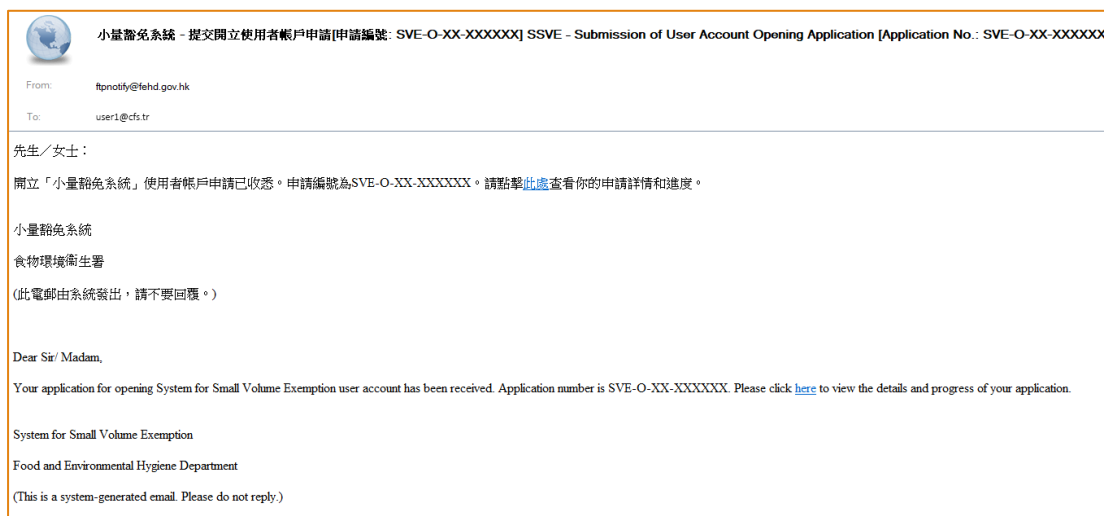 小量豁免系統 - 提交開立使用者帳戶申請[申請編號: SVE-O-XX-XXXXXX] SSVE - Submission of User Account Opening Application [Application No.: SVE-O-XX-XXXXXX
From: ftpnotify@fehd.gov.hk
To: user1@cfs.tr
先生／女士：
開立「小量豁免系統」使用者帳戶申請已收悉。申請編號為SVE-O-XX-XXXXXX。請點擊此處查看你的申請詳情和進度。
小量豁免系統
食物環境衞生署
(此電郵由系統發出，請不要回覆。)
Dear Sir/ Madam,
Your application for opening System for Small Volume Exemption user account has been received. Application number is SVE-O-XX-XXXXXX. Please click here to view the details and progress of your application.
System for Small Volume Exemption
Food and Environmental Hygiene Department
(This is a system-generated email. Please do not reply.)